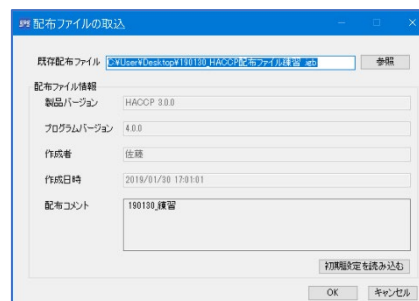 配布ファイルの取込
既存配布ファイル C:¥User¥Desktop¥190130_HACCP配布ファイル練習.igb 参照
配布ファイル情報
製品バージョン HACCP 3.0.0
プログラムバージョン 4.0.0
作成者 佐藤
作成日時 2019/01/30 17:01:01
配布コメント 190130_練習
初期設定を読み込む
OK キャンセル